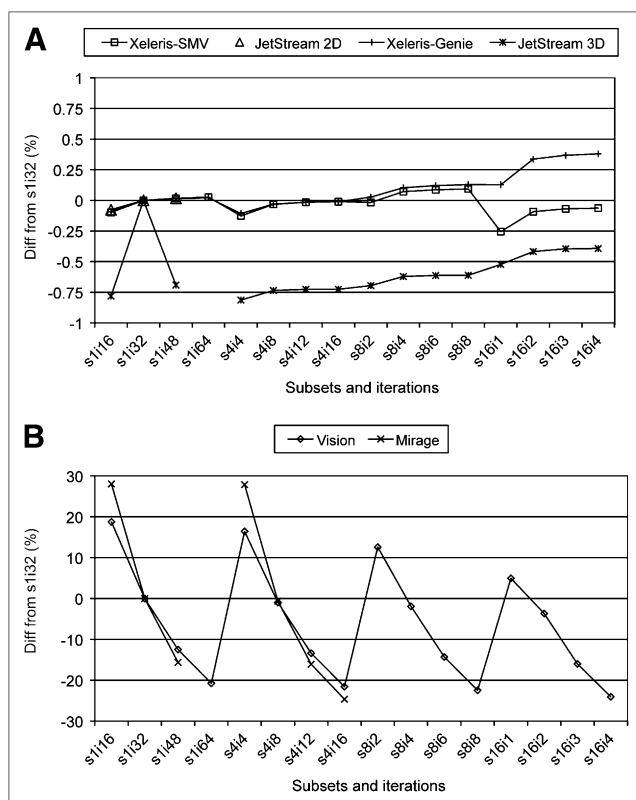 A
Xeleris-SMV JetStream 2D Xeleris-Genie JetStream 3D
1
0.75
0.5
0.25
0
-0.25
-0.5
-0.75
-1
Diff from s1i32 (%)
s1i16 s1i32 s1i48 s1i64 s4i4 s4i8 s4i12 s4i16 s8i2 s8i4 s8i6 s8i8 s16i1 s16i2 s16i3 s16i4
Subsets and iterations
B
Vision Mirage
30
20
10
0
-10
-20
-30
Diff from s1i32 (%)
s1i16 s1i32 s1i48 s1i64 s4i4 s4i8 s4i12 s4i16 s8i2 s8i4 s8i6 s8i8 s16i1 s16i2 s16i3 s16i4
Subsets and iterations